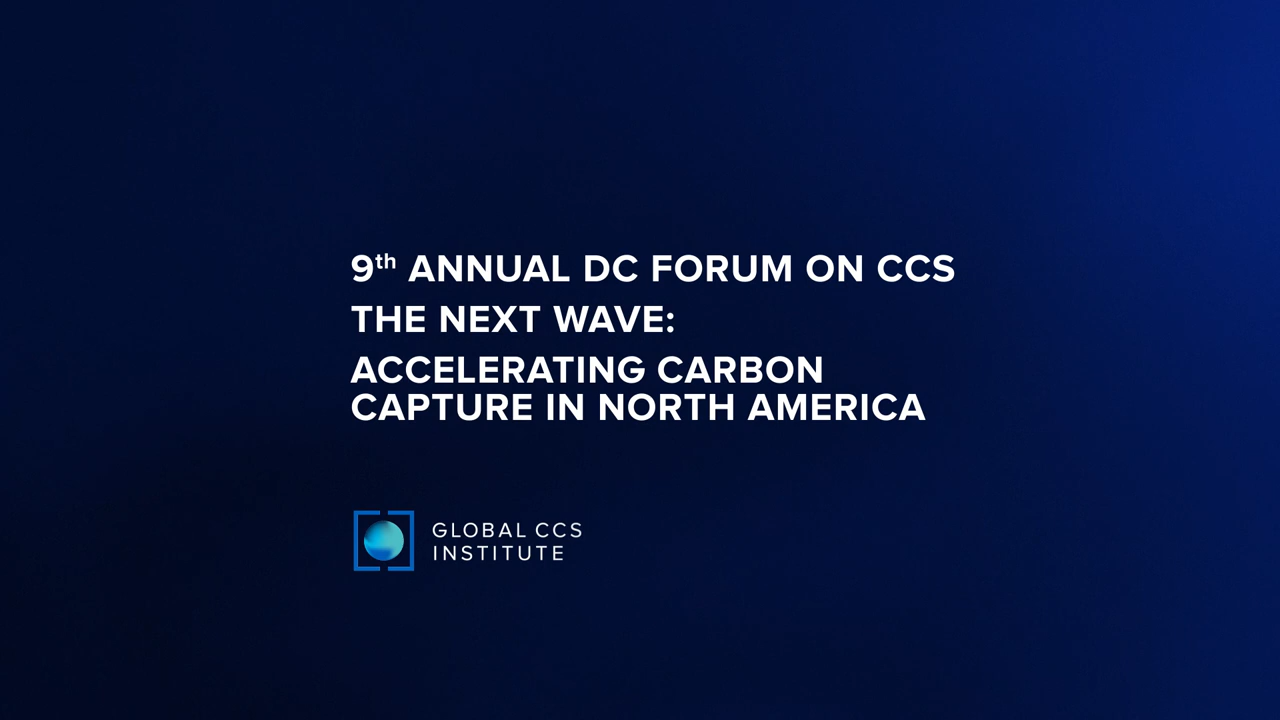 9th ANNUAL DC FORUM ON CCS
THE NEXT WAVE:
ACCELERATING CARBON
CAPTURE IN NORTH AMERICA
GLOBAL CCS
INSTITUTE